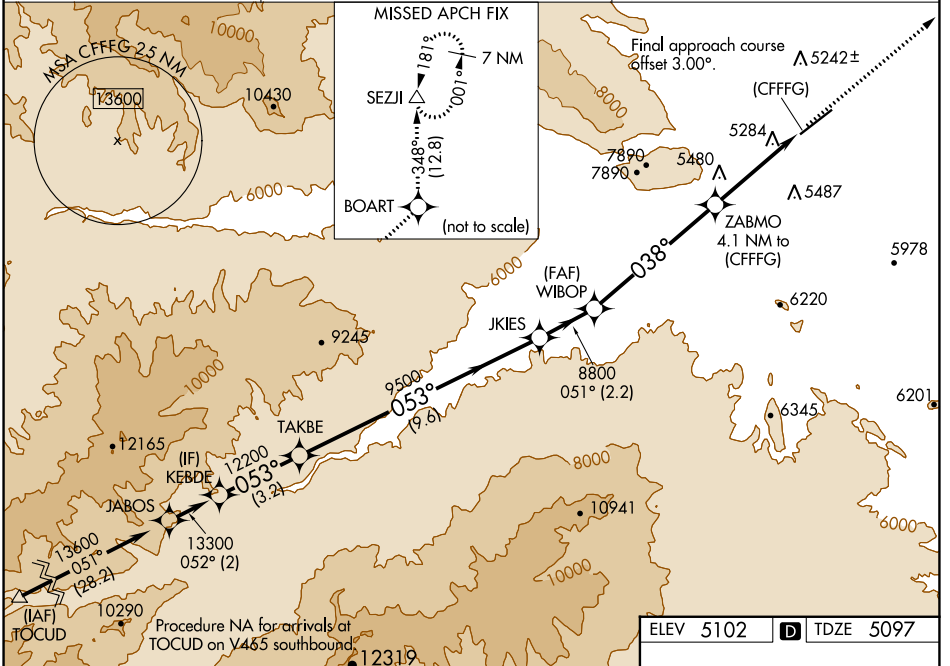 MISSED APCH FIX
181°
001°
7 NM
SEZJI
348°
(12.8)
BOART
(not to scale)
MSA CFFFG 25 NM
13600
x
10000
10430
6000
Final approach course
offset 3.00°.
5242±
(CFFFG)
8000
5284
7890
7890
5480
5487
ZABMO
4.1 NM to
(CFFFG)
5978
038°
6000
(FAF)
WIBOP
6220
JKIES
8800
051° (2.2)
9245
10000
9500
053°
(9.6)
6201
6345
TAKBE
12165
(IF)
KEBDE
12200
053°
(3.2)
8000
JABOS
13300
052° (2)
10941
6000
13600
051°
(28.2)
10000
(IAF)
TOCUD
10290
Procedure NA for arrivals at
TOCUD on V465 southbound.
12319
ELEV 5102
D
TDZE 5097